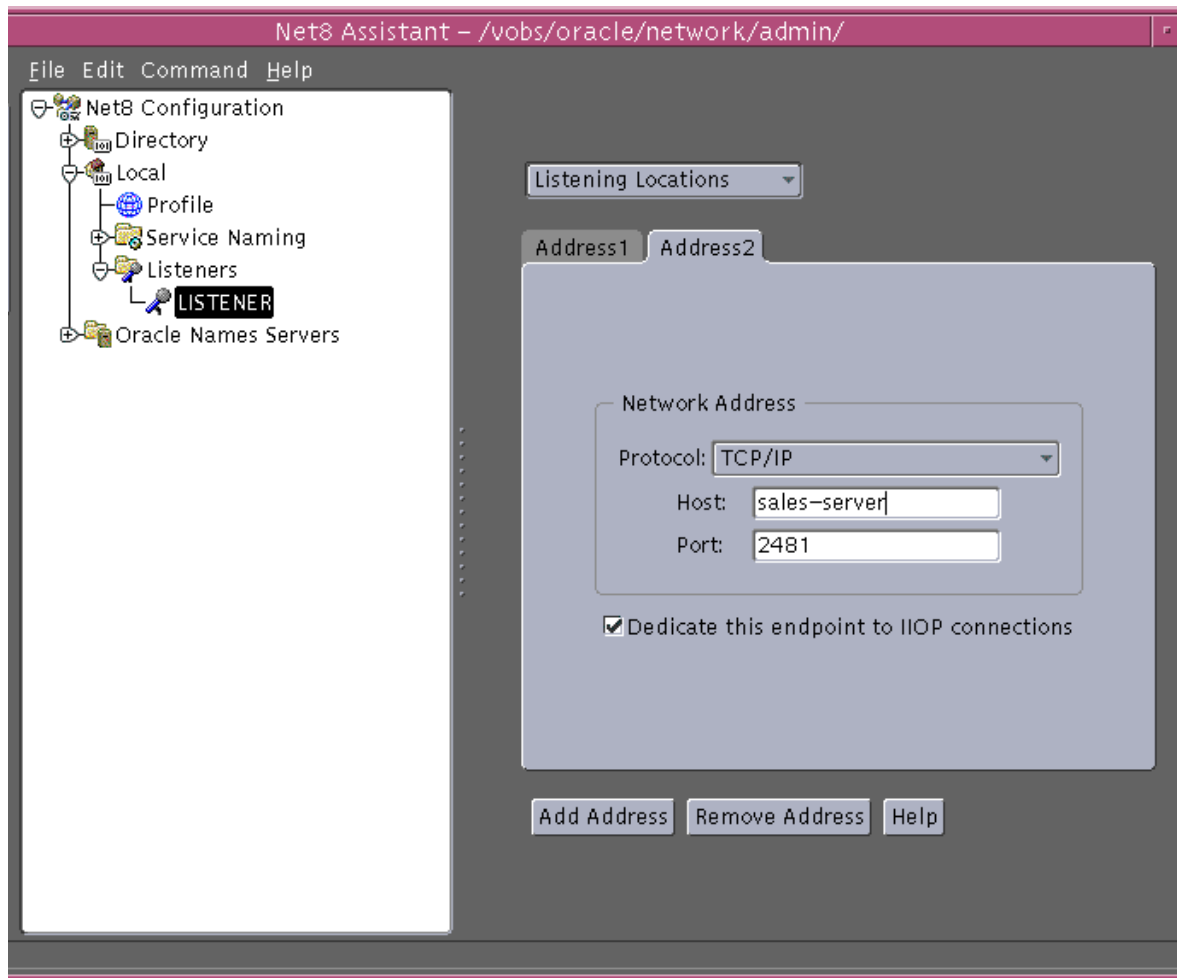 Net8 Assistant – /vobs/oracle/network/admin/
File Edit Command Help
Net8 Configuration
Directory
Local
Profile
Service Naming
Listeners
LISTENER
Oracle Names Servers
Listening Locations
Address1 Address2
Network Address
Protocol: TCP/IP
Host: sales-server
Port: 2481
Dedicate this endpoint to IIOP connections
Add Address Remove Address Help